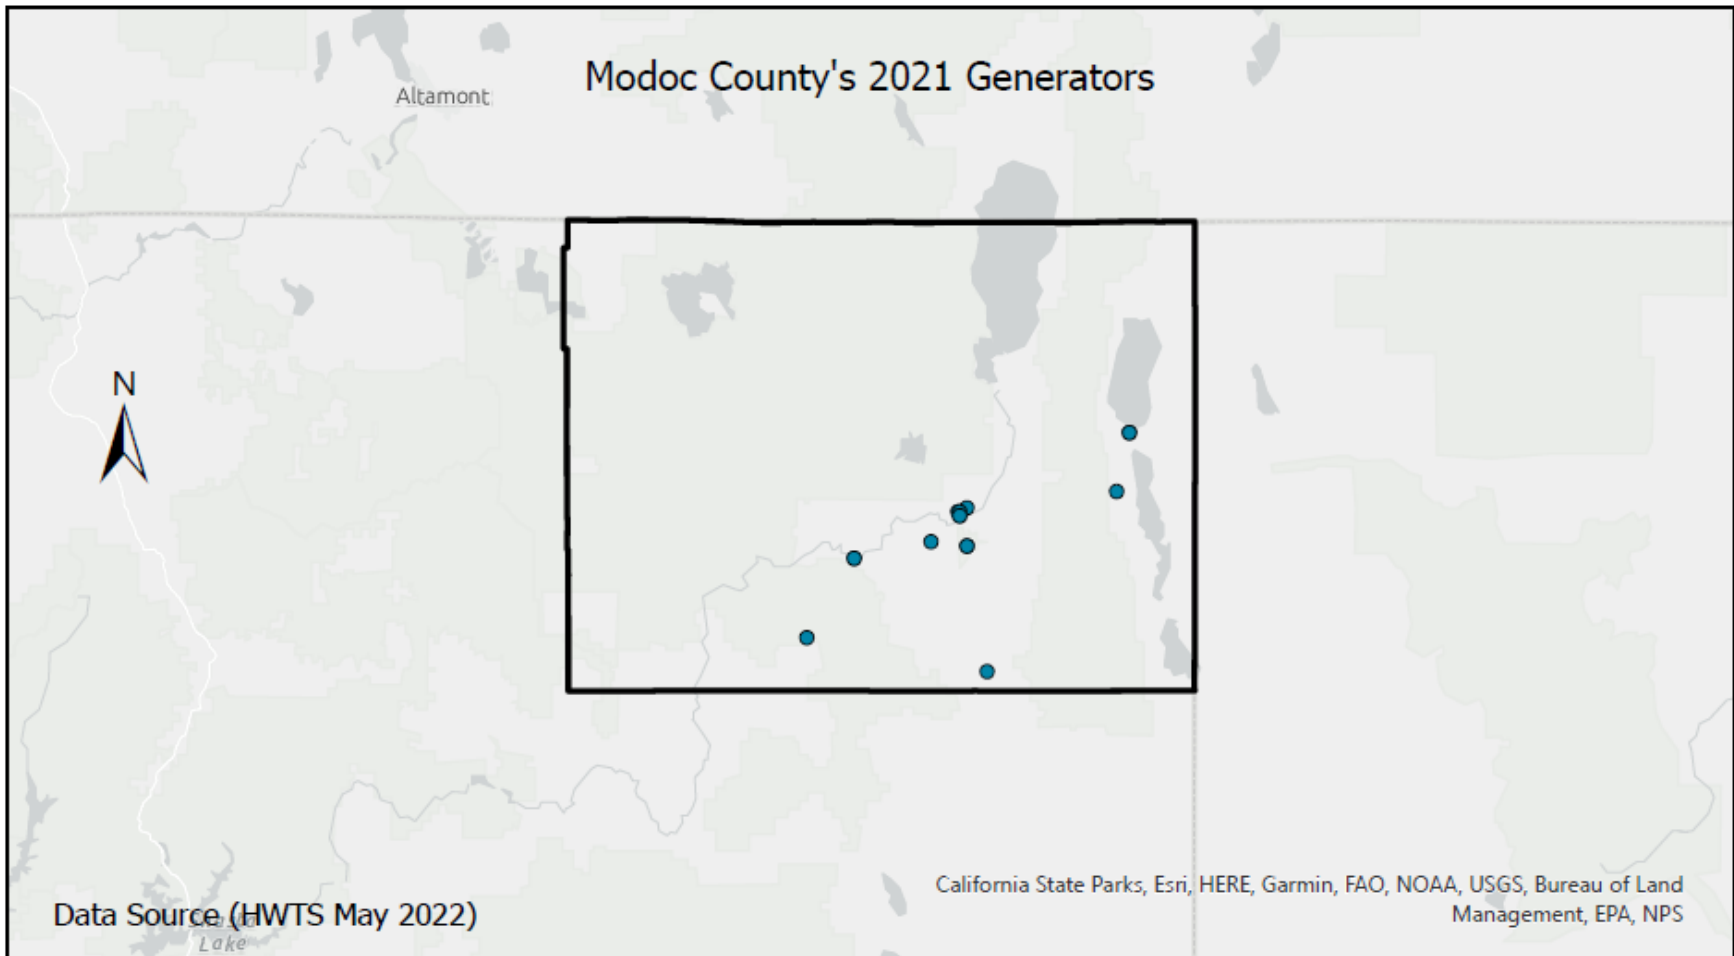 Modoc County's 2021 Generators
Altamont
N
California State Parks, Esri, HERE, Garmin, FAO, NOAA, USGS, Bureau of Land
Management, EPA, NPS
Data Source (HWTS May 2022)
Shasta
Lake